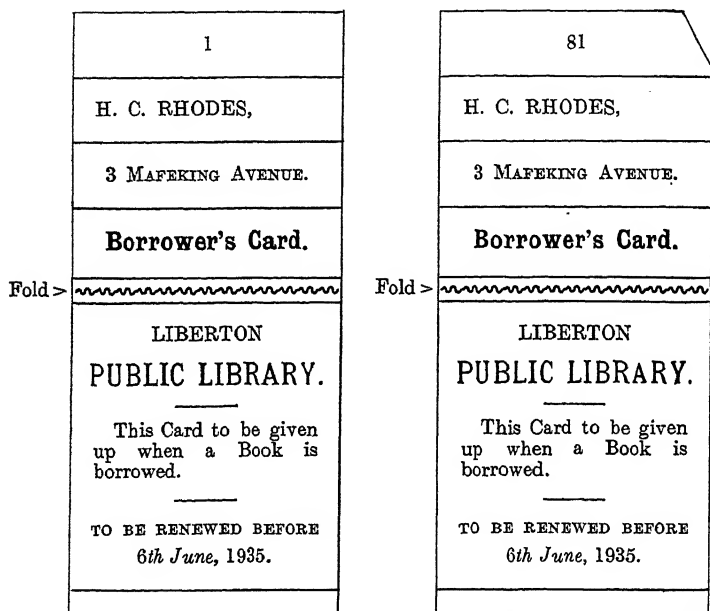 1
H. C. RHODES,
3 MAFEKING AVENUE.
Borrower's Card.
Fold >
LIBERTON
PUBLIC LIBRARY.
This Card to be given
up when a Book is
borrowed.
TO BE RENEWED BEFORE
6th June, 1935.
81
H. C. RHODES,
3 MAFEKING AVENUE.
Borrower's Card.
Fold >
LIBERTON
PUBLIC LIBRARY.
This Card to be given
up when a Book is
borrowed.
TO BE RENEWED BEFORE
6th June, 1935.